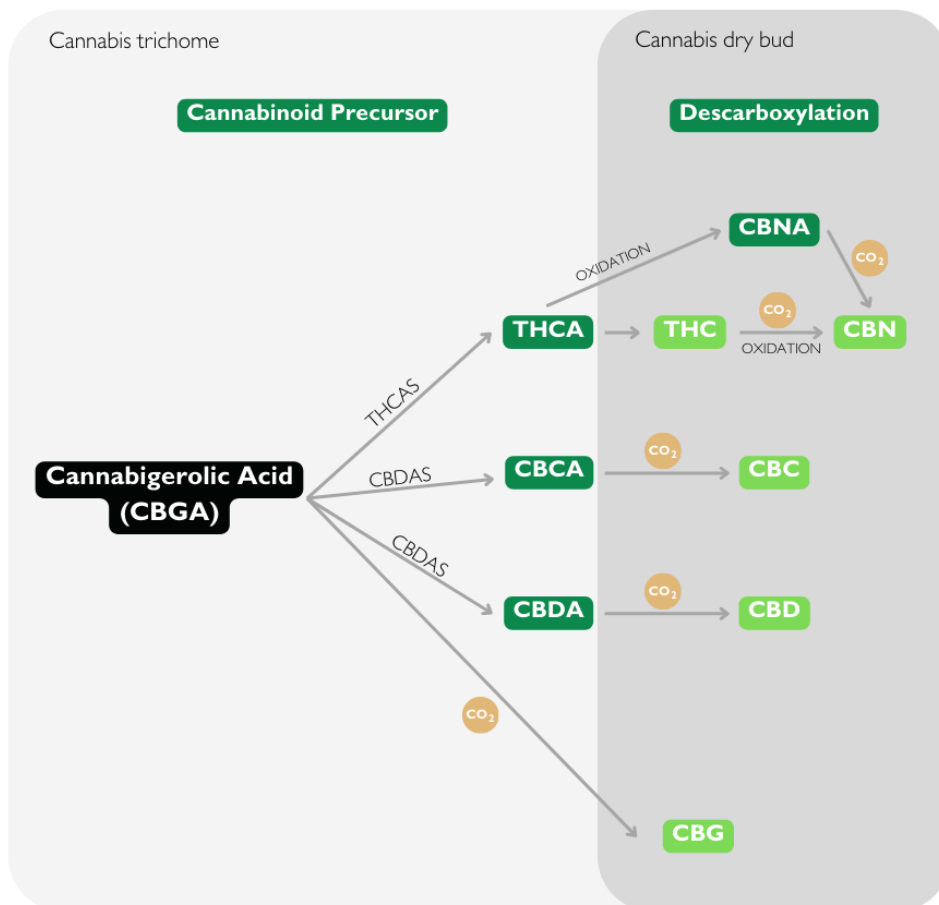 Cannabis trichome
Cannabis dry bud
Cannabinoid Precursor
Descarboxylation
CBNA
OXIDATION
CO₂
CO₂
THCA
THC
CBN
OXIDATION
THCAS
CO₂
Cannabigerolic Acid
(CBGA)
CBDAS
CBCA
CBC
CBDAS
CO₂
CBDA
CBD
CO₂
CBG